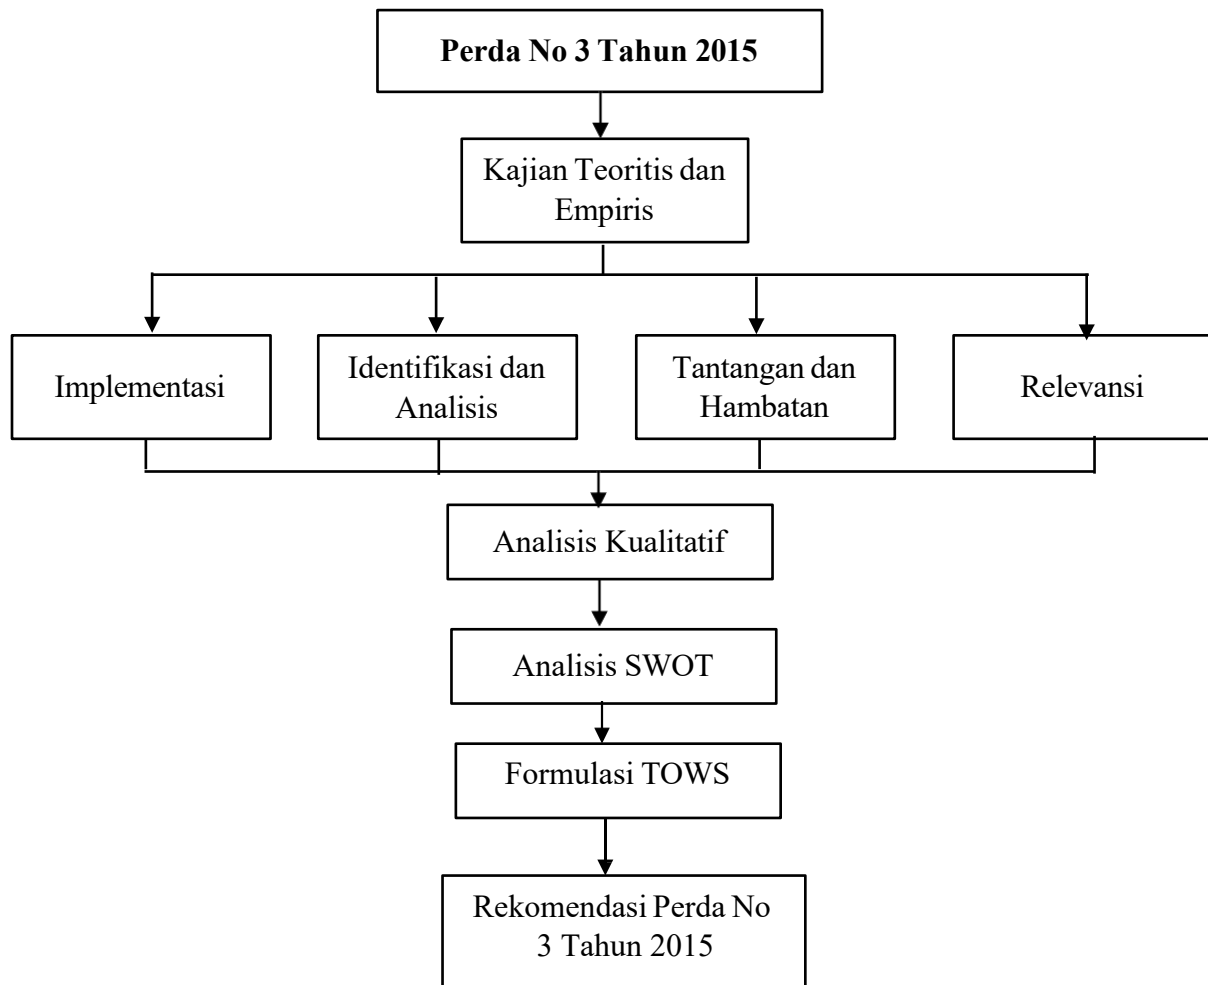 Perda No 3 Tahun 2015
Kajian Teoritis dan
Empiris
Implementasi
Identifikasi dan
Analisis
Tantangan dan
Hambatan
Relevansi
Analisis Kualitatif
Analisis SWOT
Formulasi TOWS
Rekomendasi Perda No
3 Tahun 2015